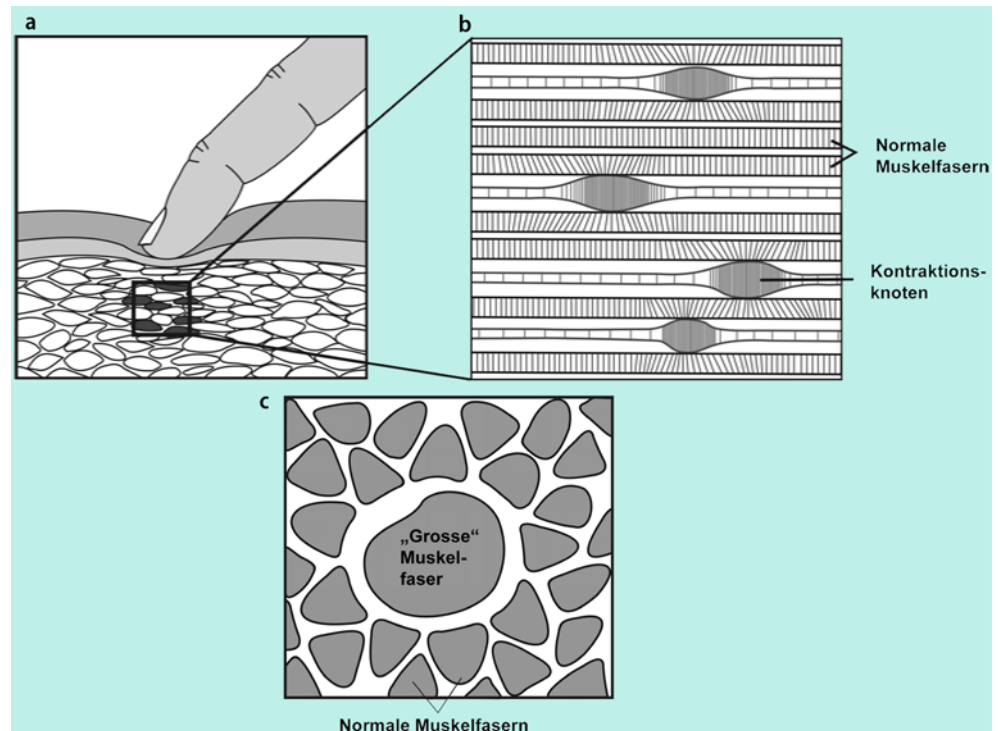 a
b
Normale
Muskelfasern
Kontraktions-
knoten
c
„Grosse“
Muskel-
faser
Normale Muskelfasern